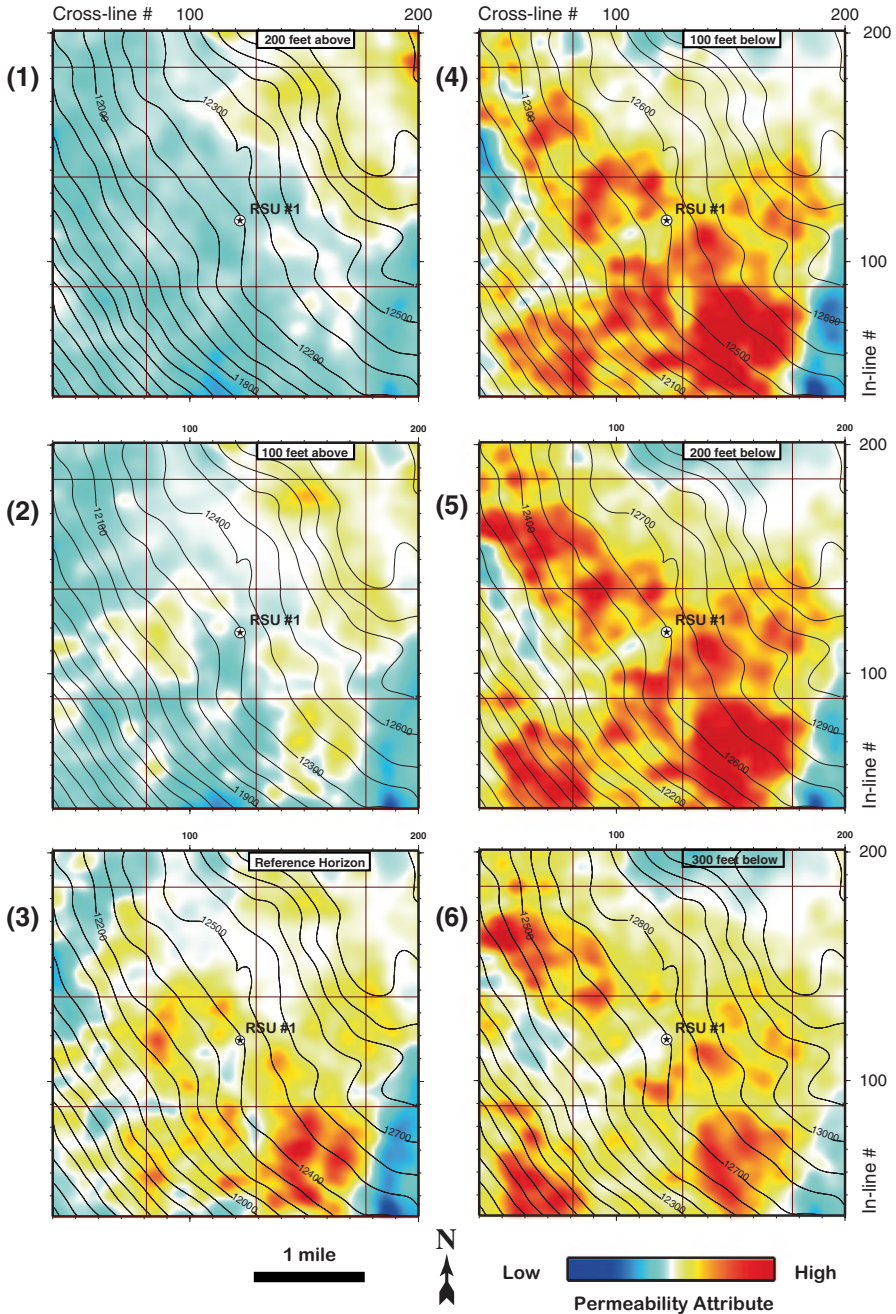 Cross-line #
100
200
Cross-line #
100
200
(1)
200 feet above
12000
12300
RSU #1
12500
12200
11800
(4)
100 feet below
200
12300
12600
RSU #1
100
12800
12500
12100
In-line #
100
200
(2)
100 feet above
12100
12400
RSU #1
12600
12300
11900
100
200
(5)
200 feet below
200
12400
12700
RSU #1
100
12900
12600
12200
In-line #
100
200
(3)
Reference Horizon
12200
12500
RSU #1
12700
12400
12000
100
200
(6)
300 feet below
200
12500
12800
RSU #1
100
13000
12700
12300
In-line #
1 mile
N
Low
High
Permeability Attribute